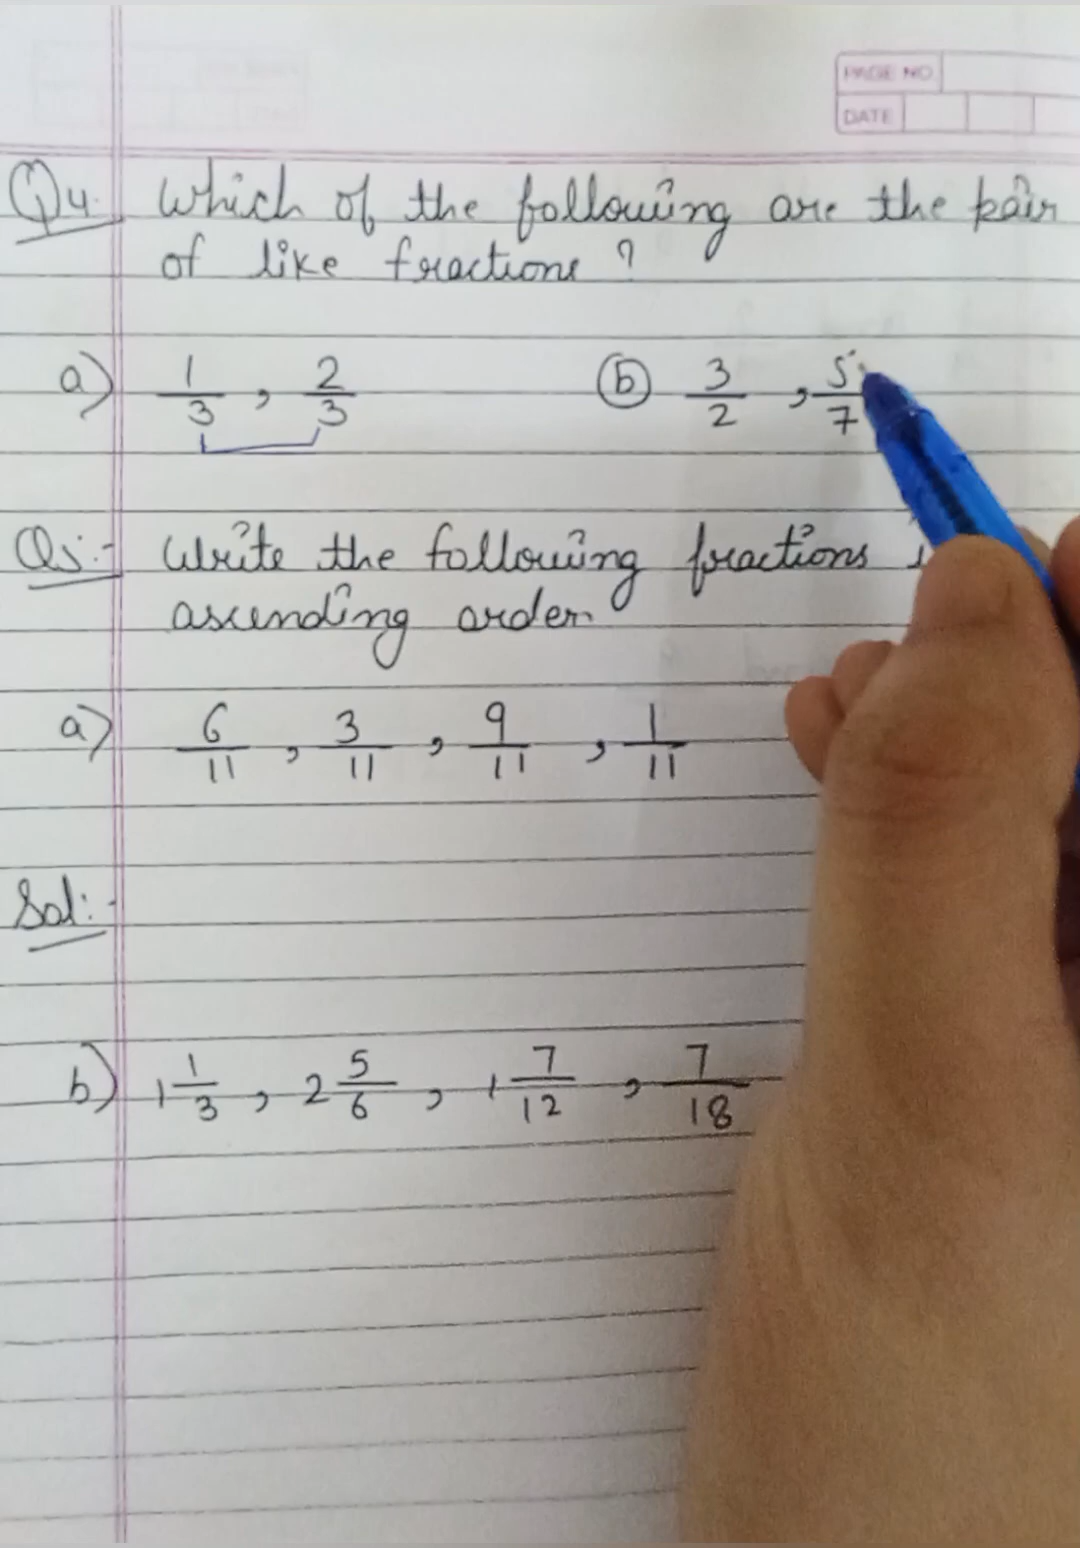 PAGE NO.
DATE
Q4. Which of the following are the pair
of like fractions ?
a) 1/3 , 2/3 (b) 3/2 , 5/7
Q5:- Write the following fractions
ascending order
a) 6/11 , 3/11 , 9/11 , 1/11
Sol:-
b) 1 1/3 , 2 5/6 , 1 7/12 , 7/18